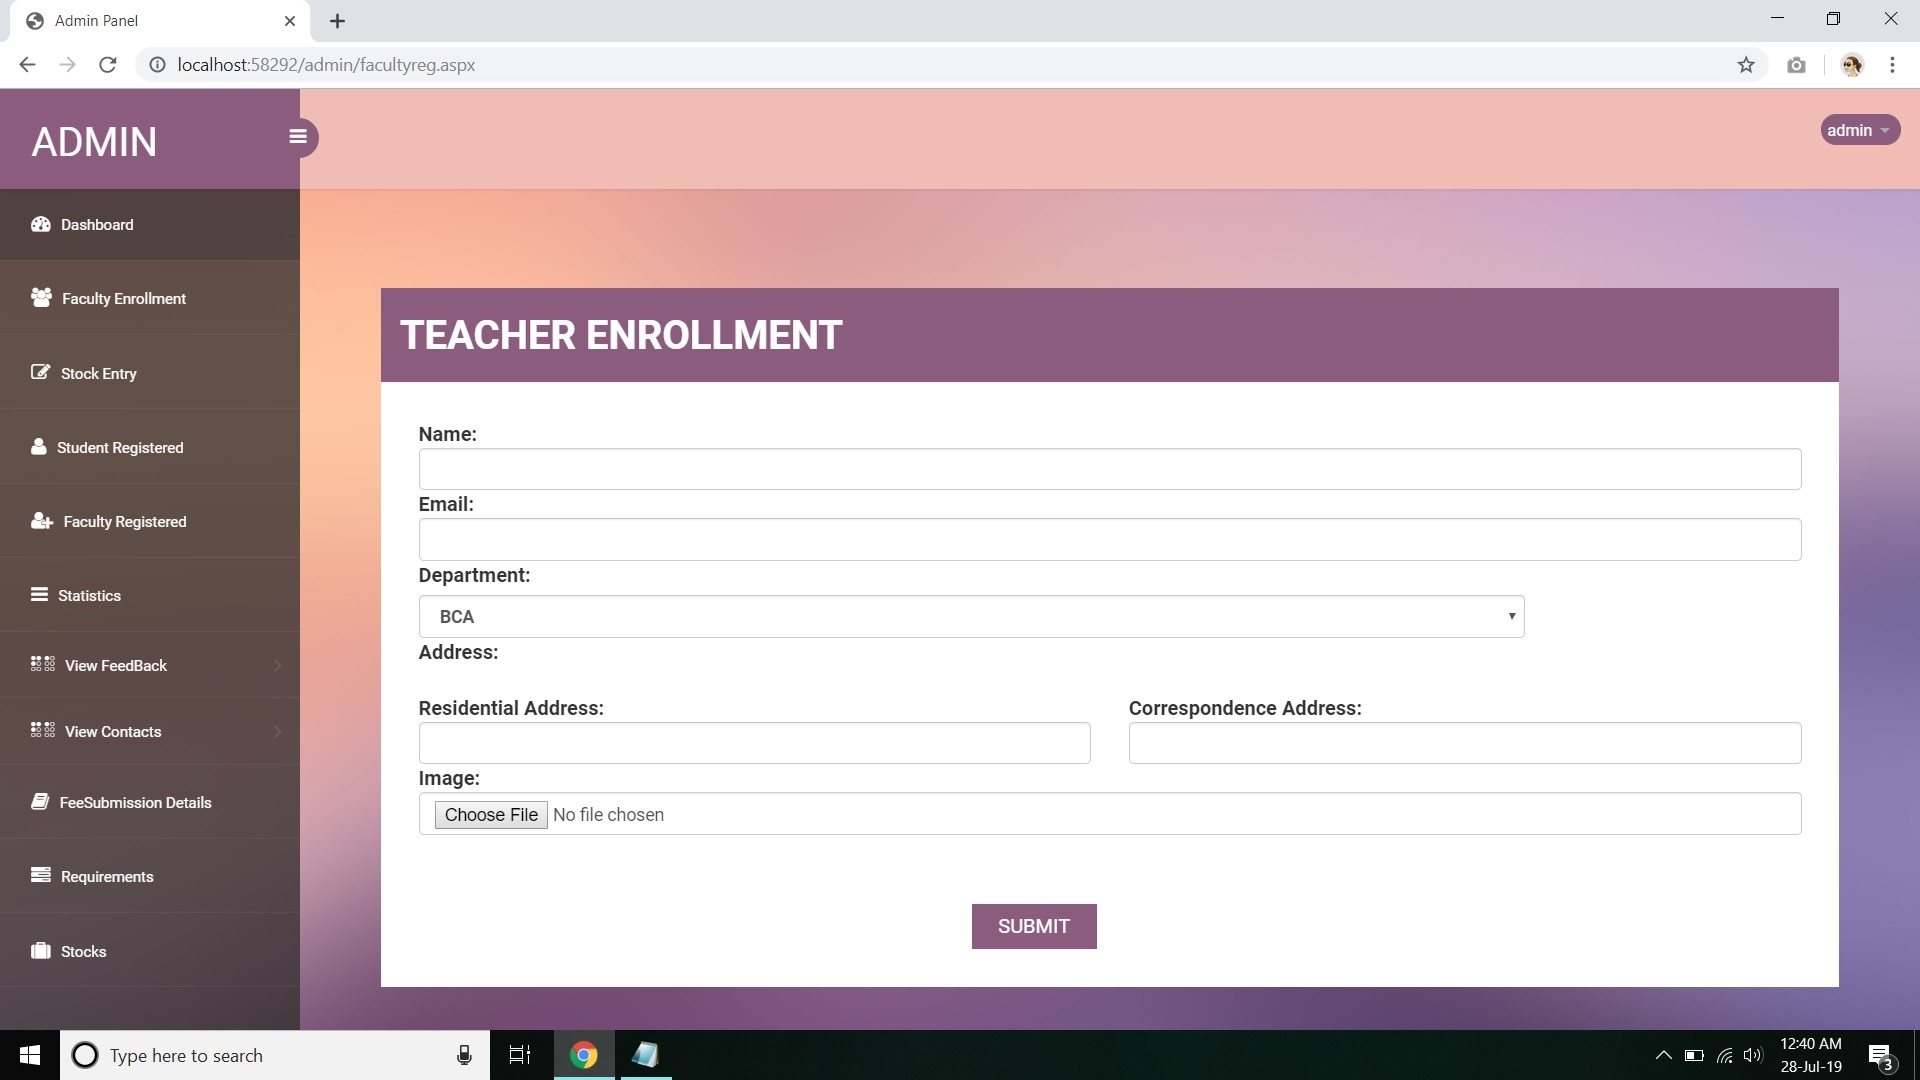 Admin Panel
localhost:58292/admin/facultyreg.aspx
ADMIN
admin
Dashboard
Faculty Enrollment
Stock Entry
Student Registered
Faculty Registered
Statistics
View FeedBack
View Contacts
FeeSubmission Details
Requirements
Stocks
TEACHER ENROLLMENT
Name:
Email:
Department:
BCA
Address:
Residential Address:
Correspondence Address:
Image:
Choose File No file chosen
SUBMIT
Type here to search
12:40 AM
28-Jul-19
3